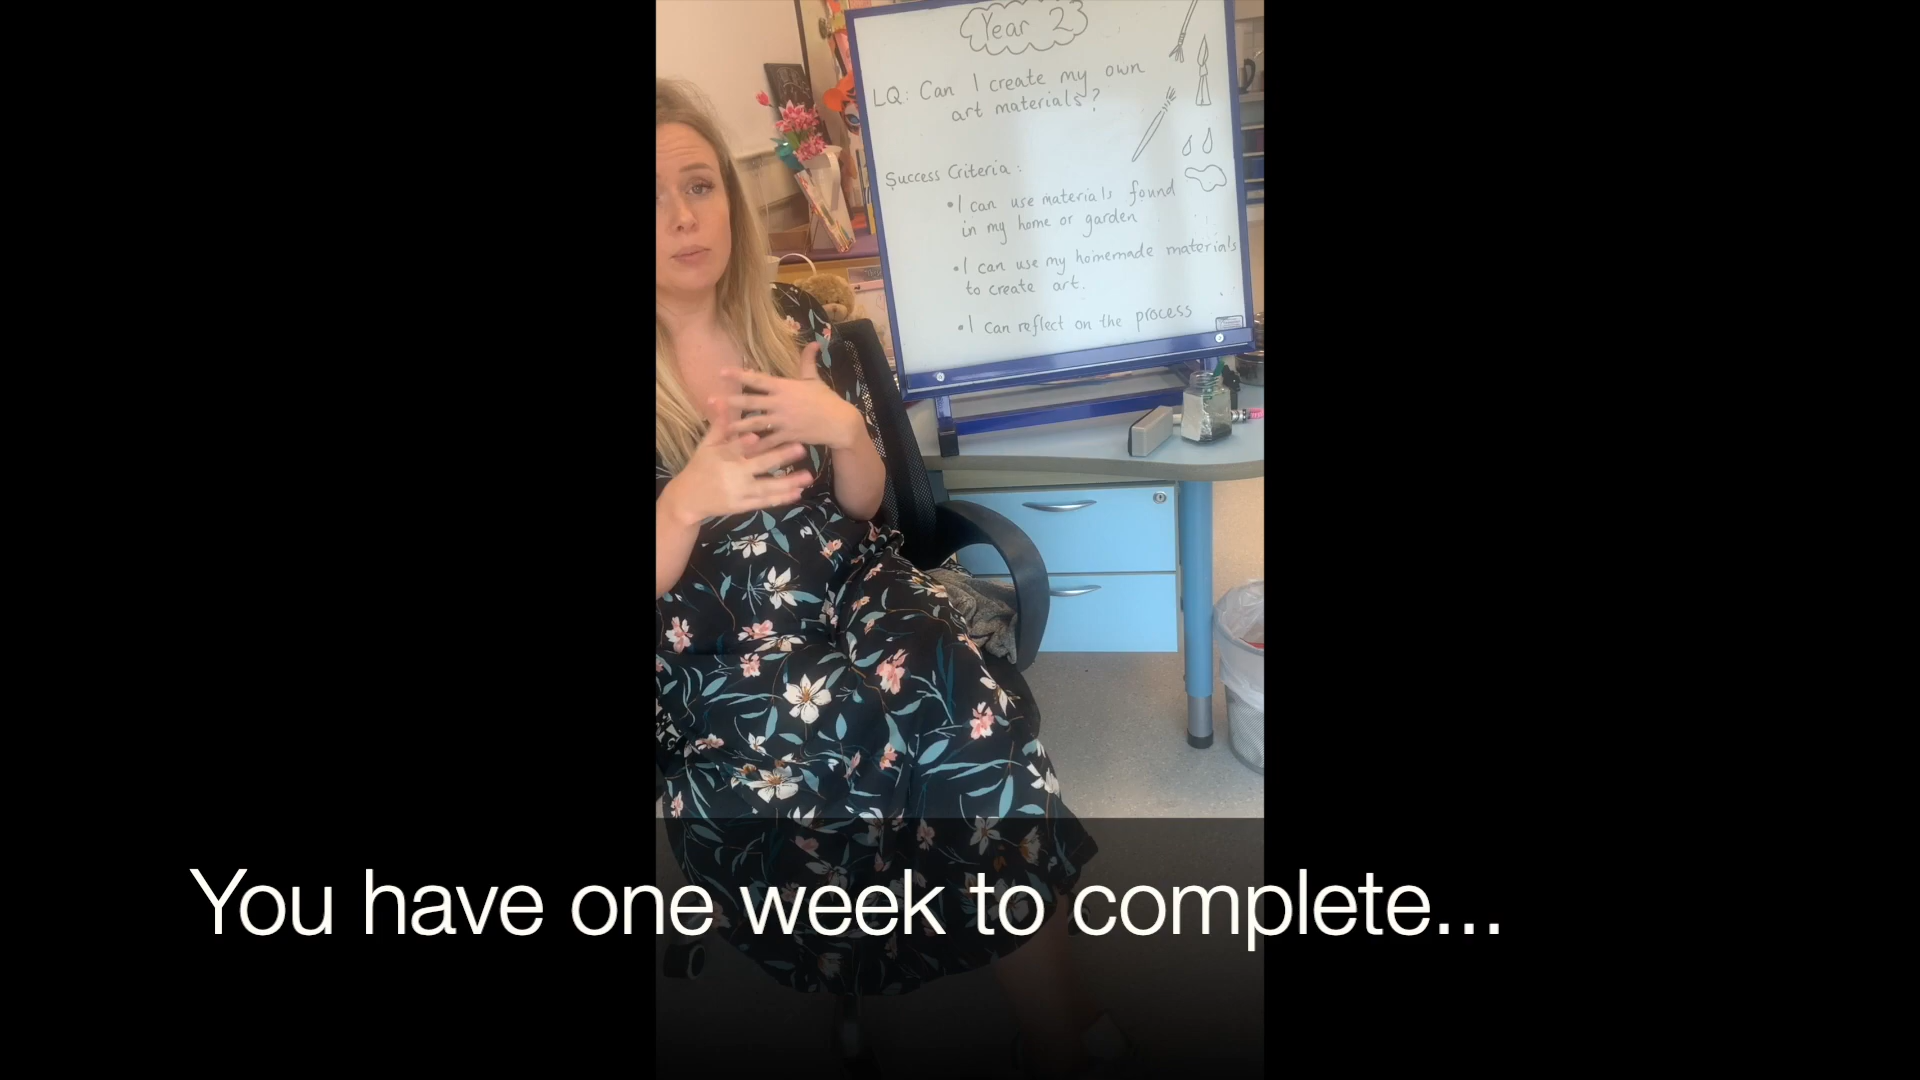 Year 2
LQ: Can I create my own
art materials?
Success Criteria:
• I can use materials found
in my home or garden
• I can use my homemade materials
to create art.
• I can reflect on the process
You have one week to complete...